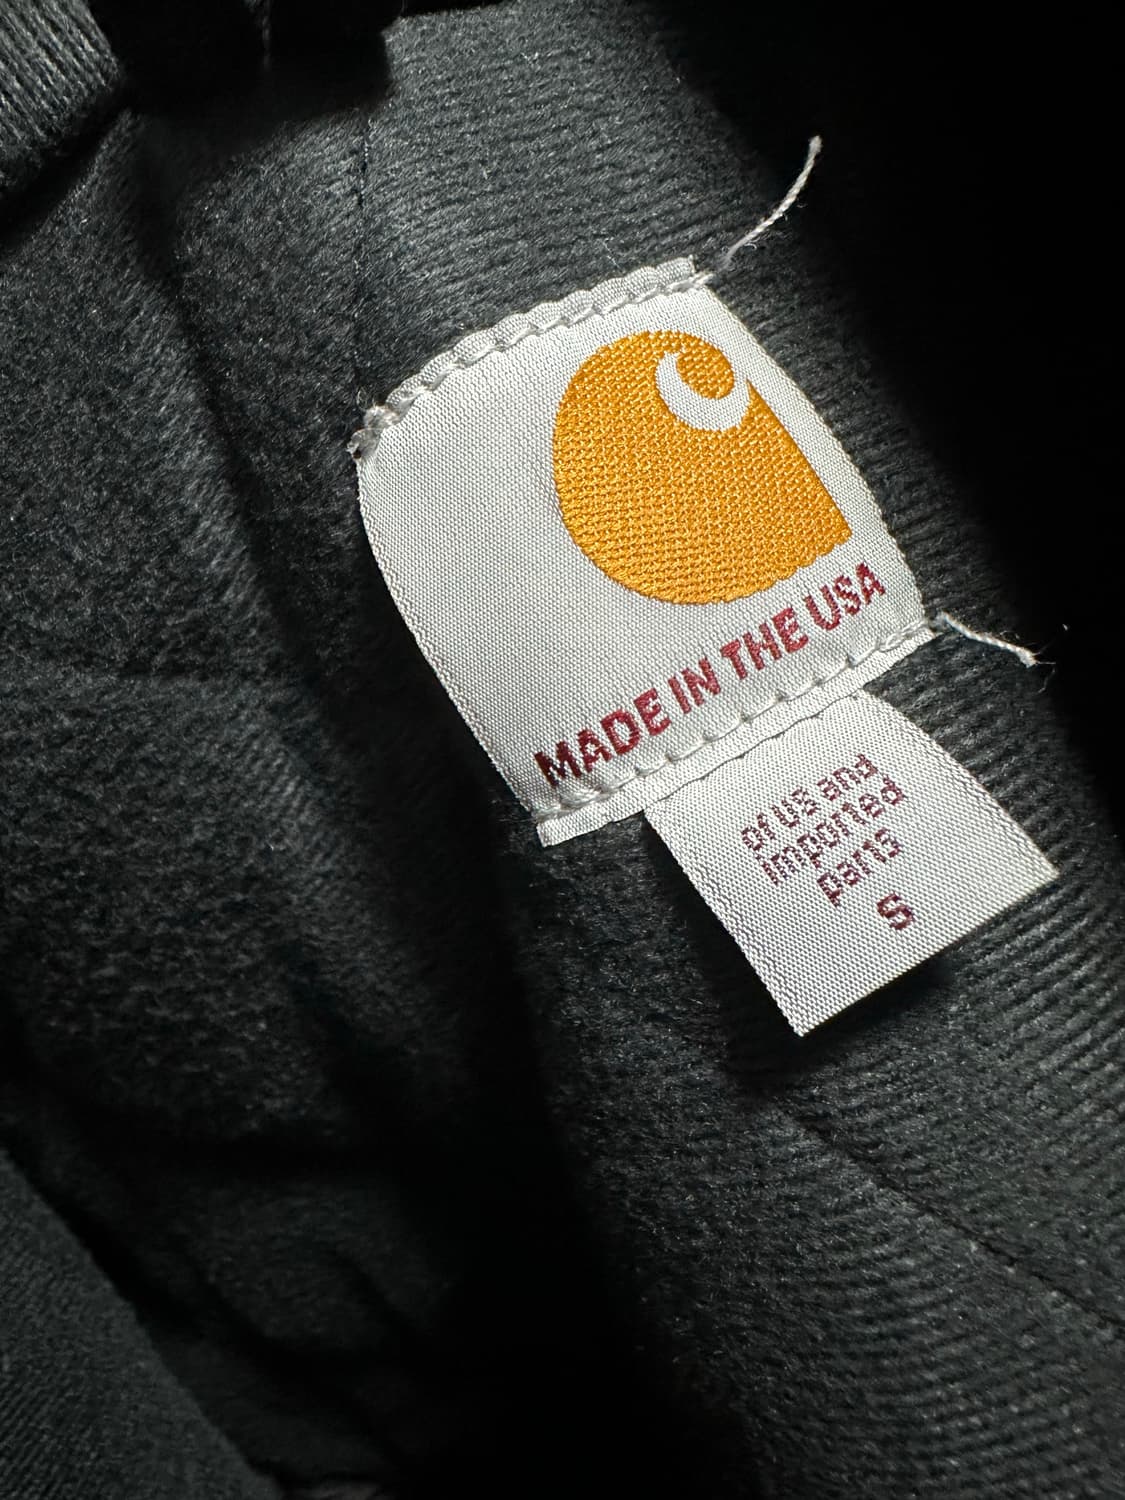 MADE IN THE USA
of US and
imported
parts
S